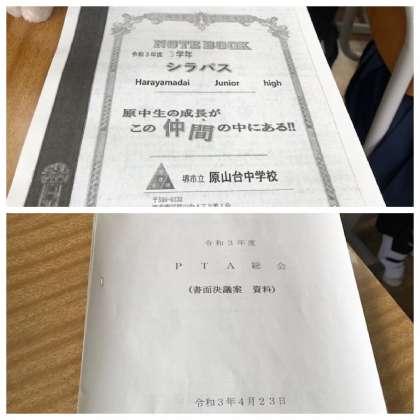 NOTE BOOK
令和3年度 学年
シラバス
Harayamadai Junior high
原中生の成長が
この仲間の中にある!!
堺市立 原山台中学校
令和3年度
PTA総会
(書面決議案 資料)
令和3年4月23日